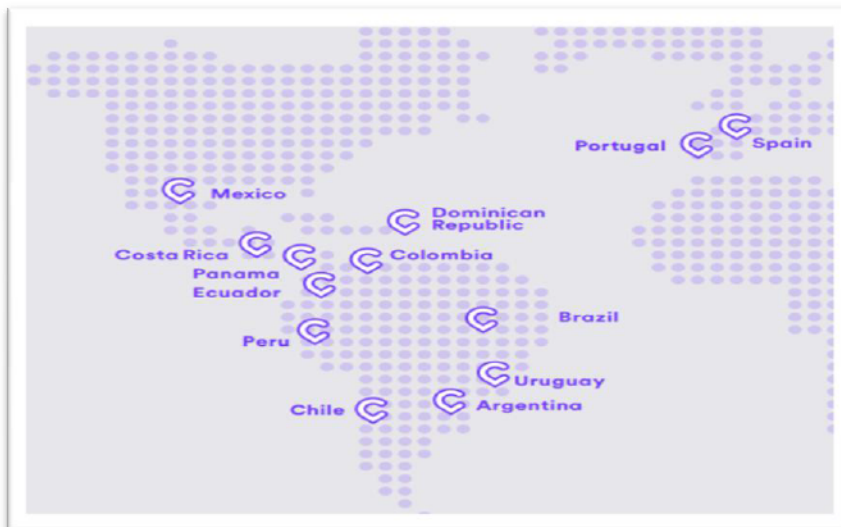 Portugal
Spain
Mexico
Dominican
Republic
Costa Rica
Colombia
Panama
Ecuador
Brazil
Peru
Uruguay
Chile
Argentina